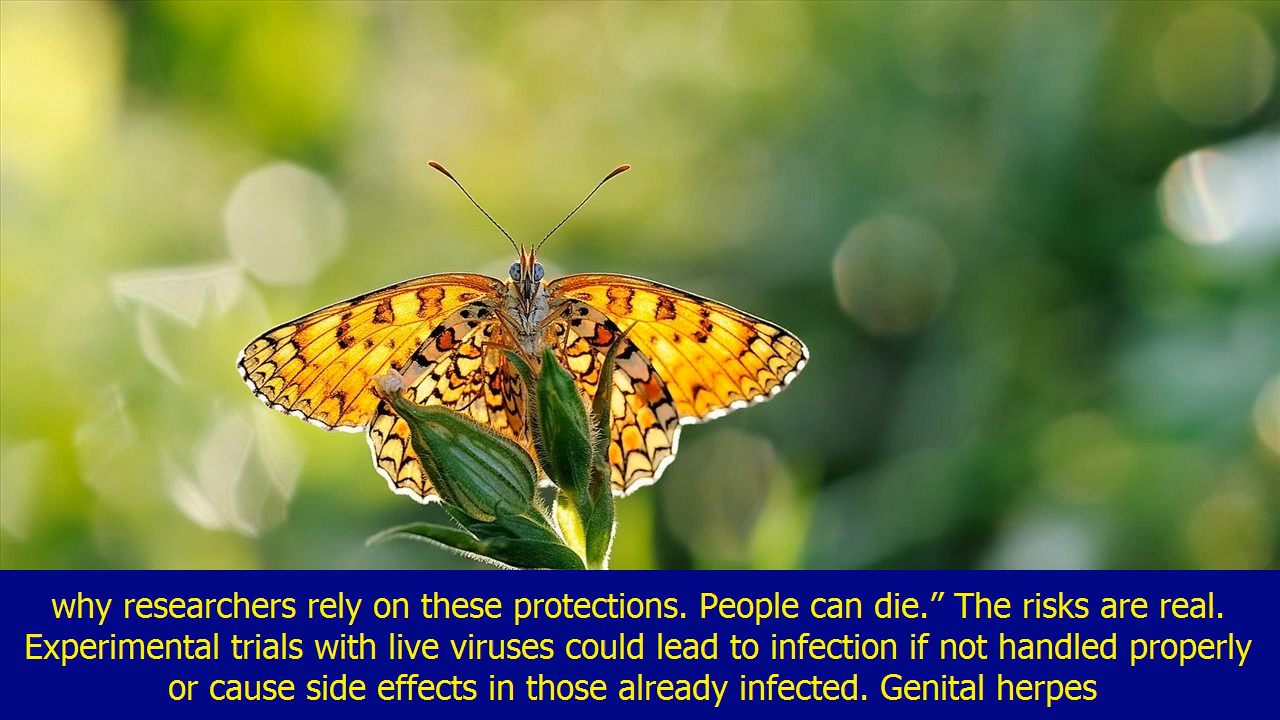 why researchers rely on these protections. People can die.” The risks are real.
Experimental trials with live viruses could lead to infection if not handled properly
or cause side effects in those already infected. Genital herpes